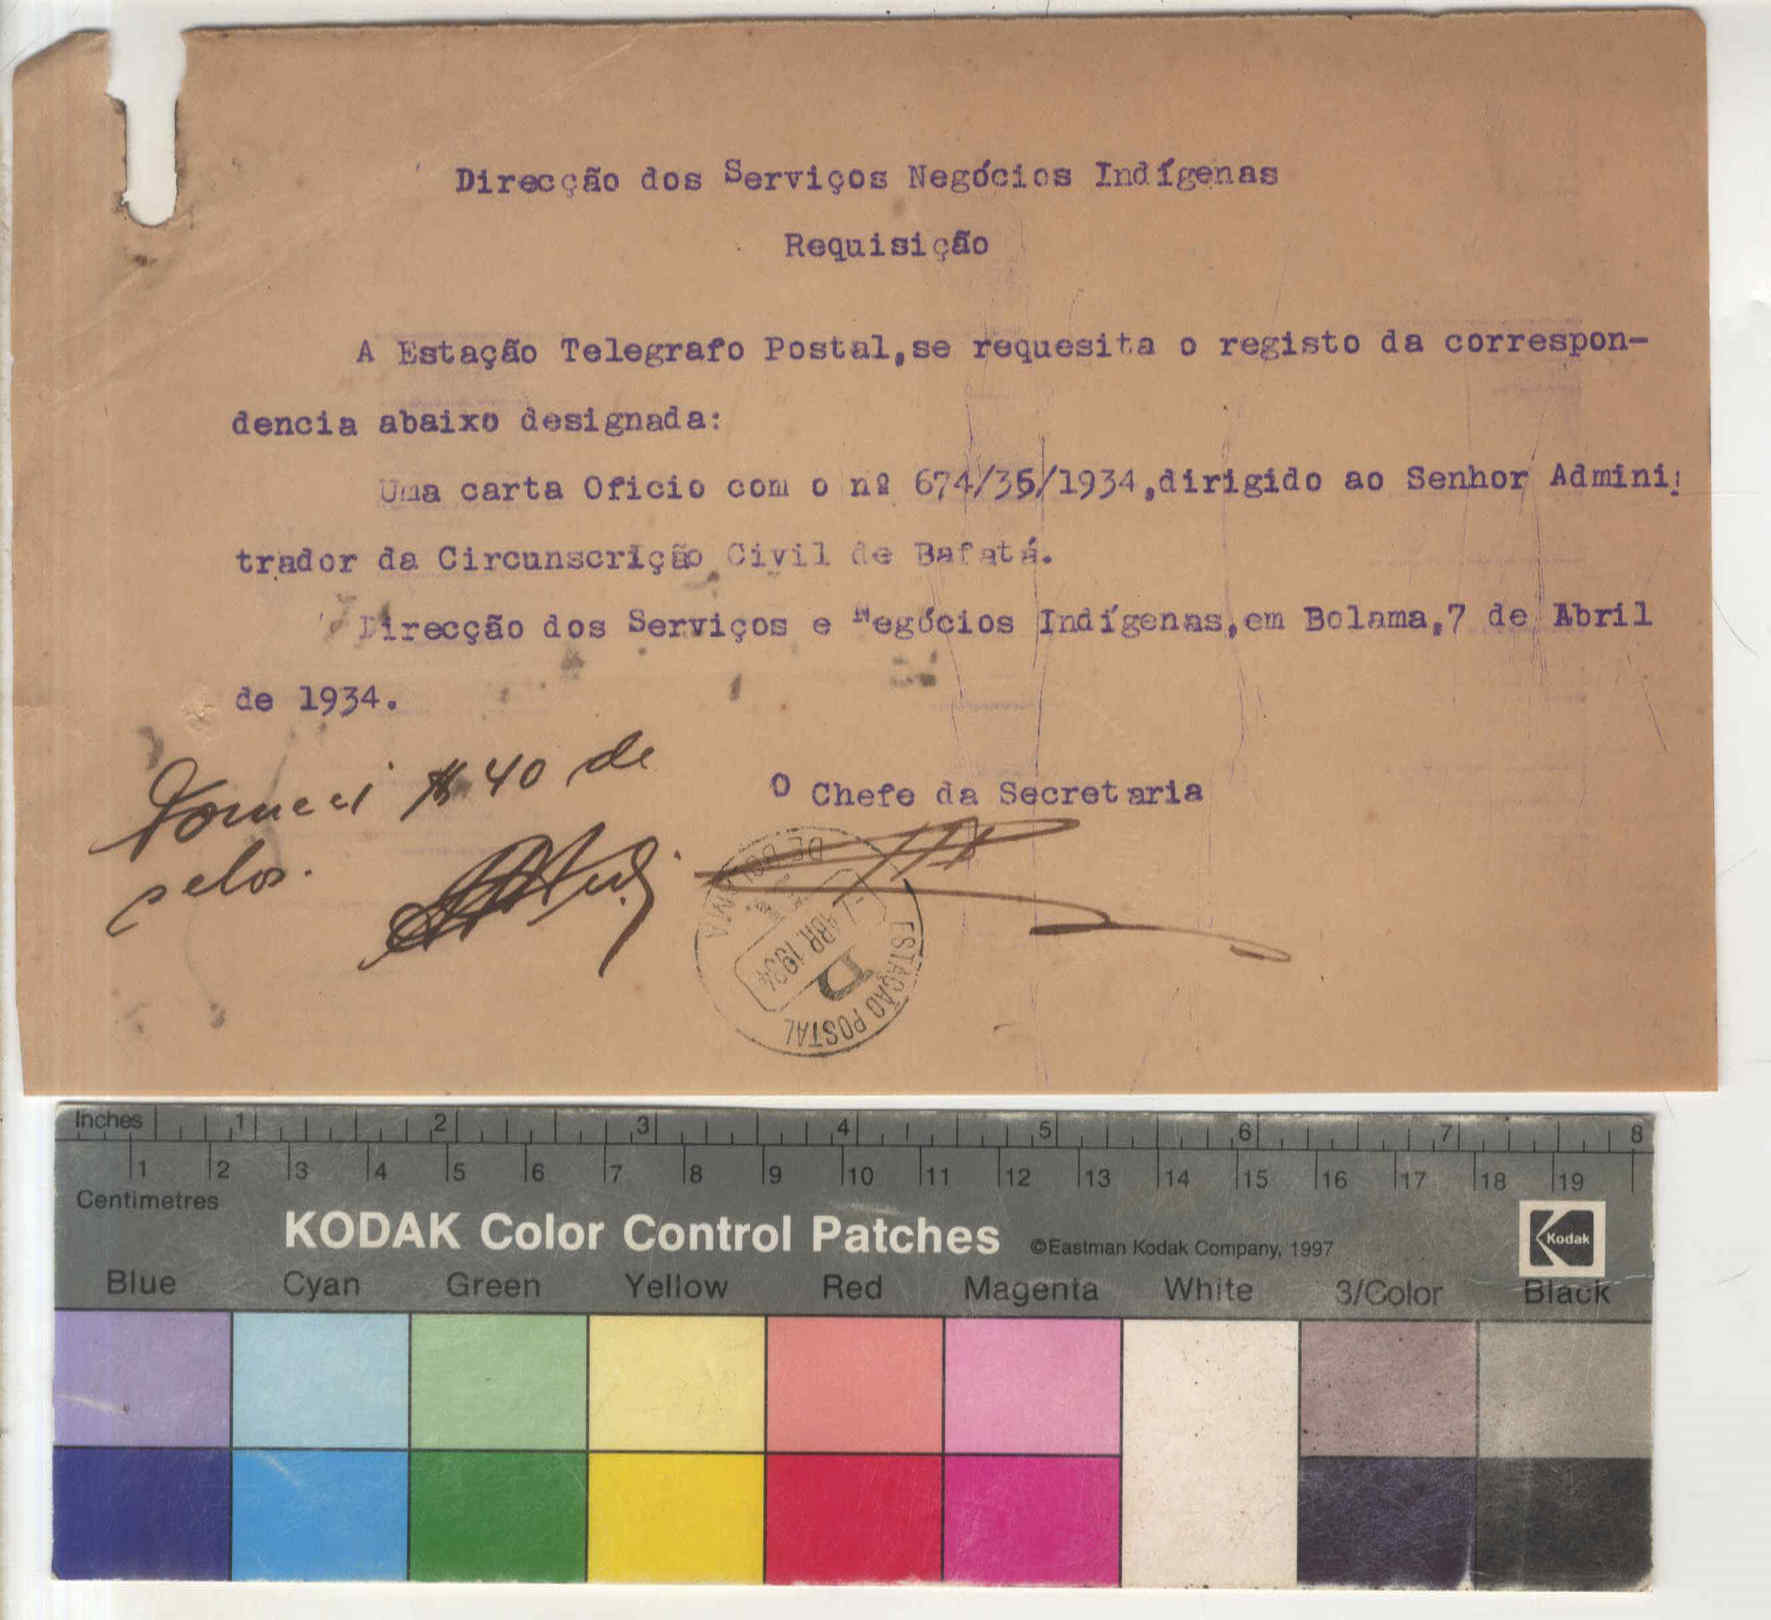 Direcção dos Serviços Negócios Indígenas
Requisição
A Estação Telegrafo Postal,se requesita o registo da correspon-
dencia abaixo designada:
Uma carta Oficio com o nº 674/35/1934,dirigido ao Senhor Admini
trador da Circunscrição Civil de Bafatá.
Direcção dos Serviços e Negócios Indígenas,em Bolama,7 de Abril
de 1934.
$40 de
selos.
O Chefe da Secretaria
ESTAÇÃO POSTAL
DE BOLAMA
-7 ABR 1934
D
Inches 1 2 3 4 5 6 7 8
1 2 3 4 5 6 7 8 9 10 11 12 13 14 15 16 17 18 19
Centimetres
KODAK Color Control Patches ©Eastman Kodak Company, 1997 Kodak
Blue Cyan Green Yellow Red Magenta White 3/Color Black